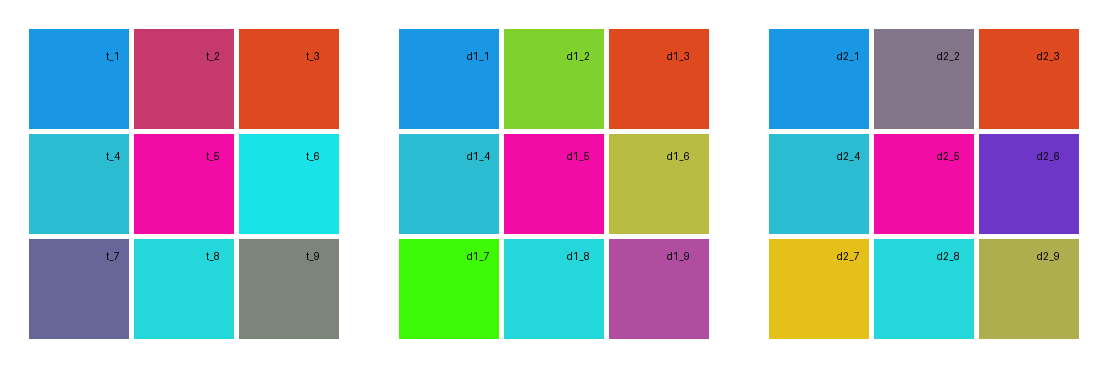 t_1 t_2 t_3 d1_1 d1_2 d1_3 d2_1 d2_2 d2_3
t_4 t_5 t_6 d1_4 d1_5 d1_6 d2_4 d2_5 d2_6
t_7 t_8 t_9 d1_7 d1_8 d1_9 d2_7 d2_8 d2_9